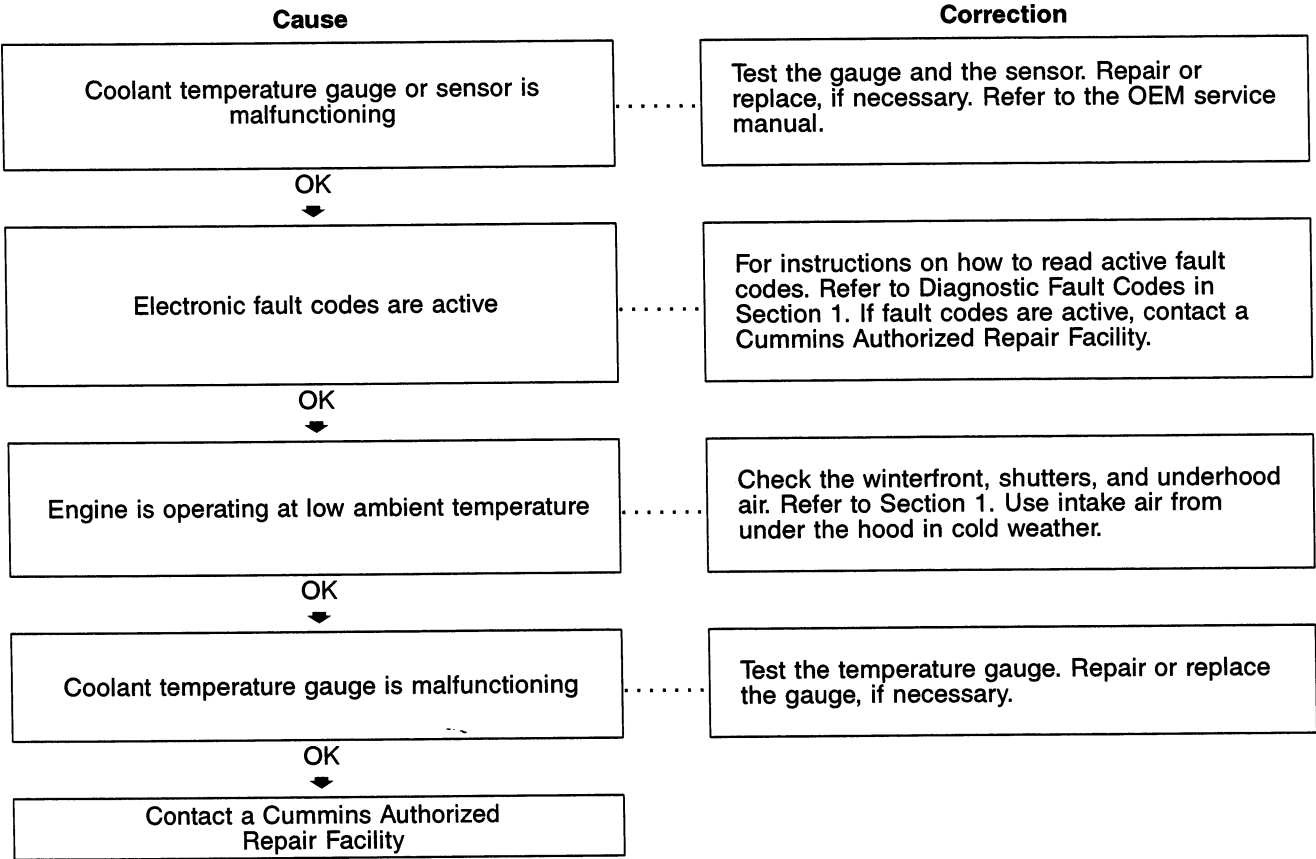 Cause
Correction
Coolant temperature gauge or sensor is
malfunctioning
Test the gauge and the sensor. Repair or
replace, if necessary. Refer to the OEM service
manual.
OK
Electronic fault codes are active
For instructions on how to read active fault
codes. Refer to Diagnostic Fault Codes in
Section 1. If fault codes are active, contact a
Cummins Authorized Repair Facility.
OK
Engine is operating at low ambient temperature
Check the winterfront, shutters, and underhood
air. Refer to Section 1. Use intake air from
under the hood in cold weather.
OK
Coolant temperature gauge is malfunctioning
Test the temperature gauge. Repair or replace
the gauge, if necessary.
OK
Contact a Cummins Authorized
Repair Facility